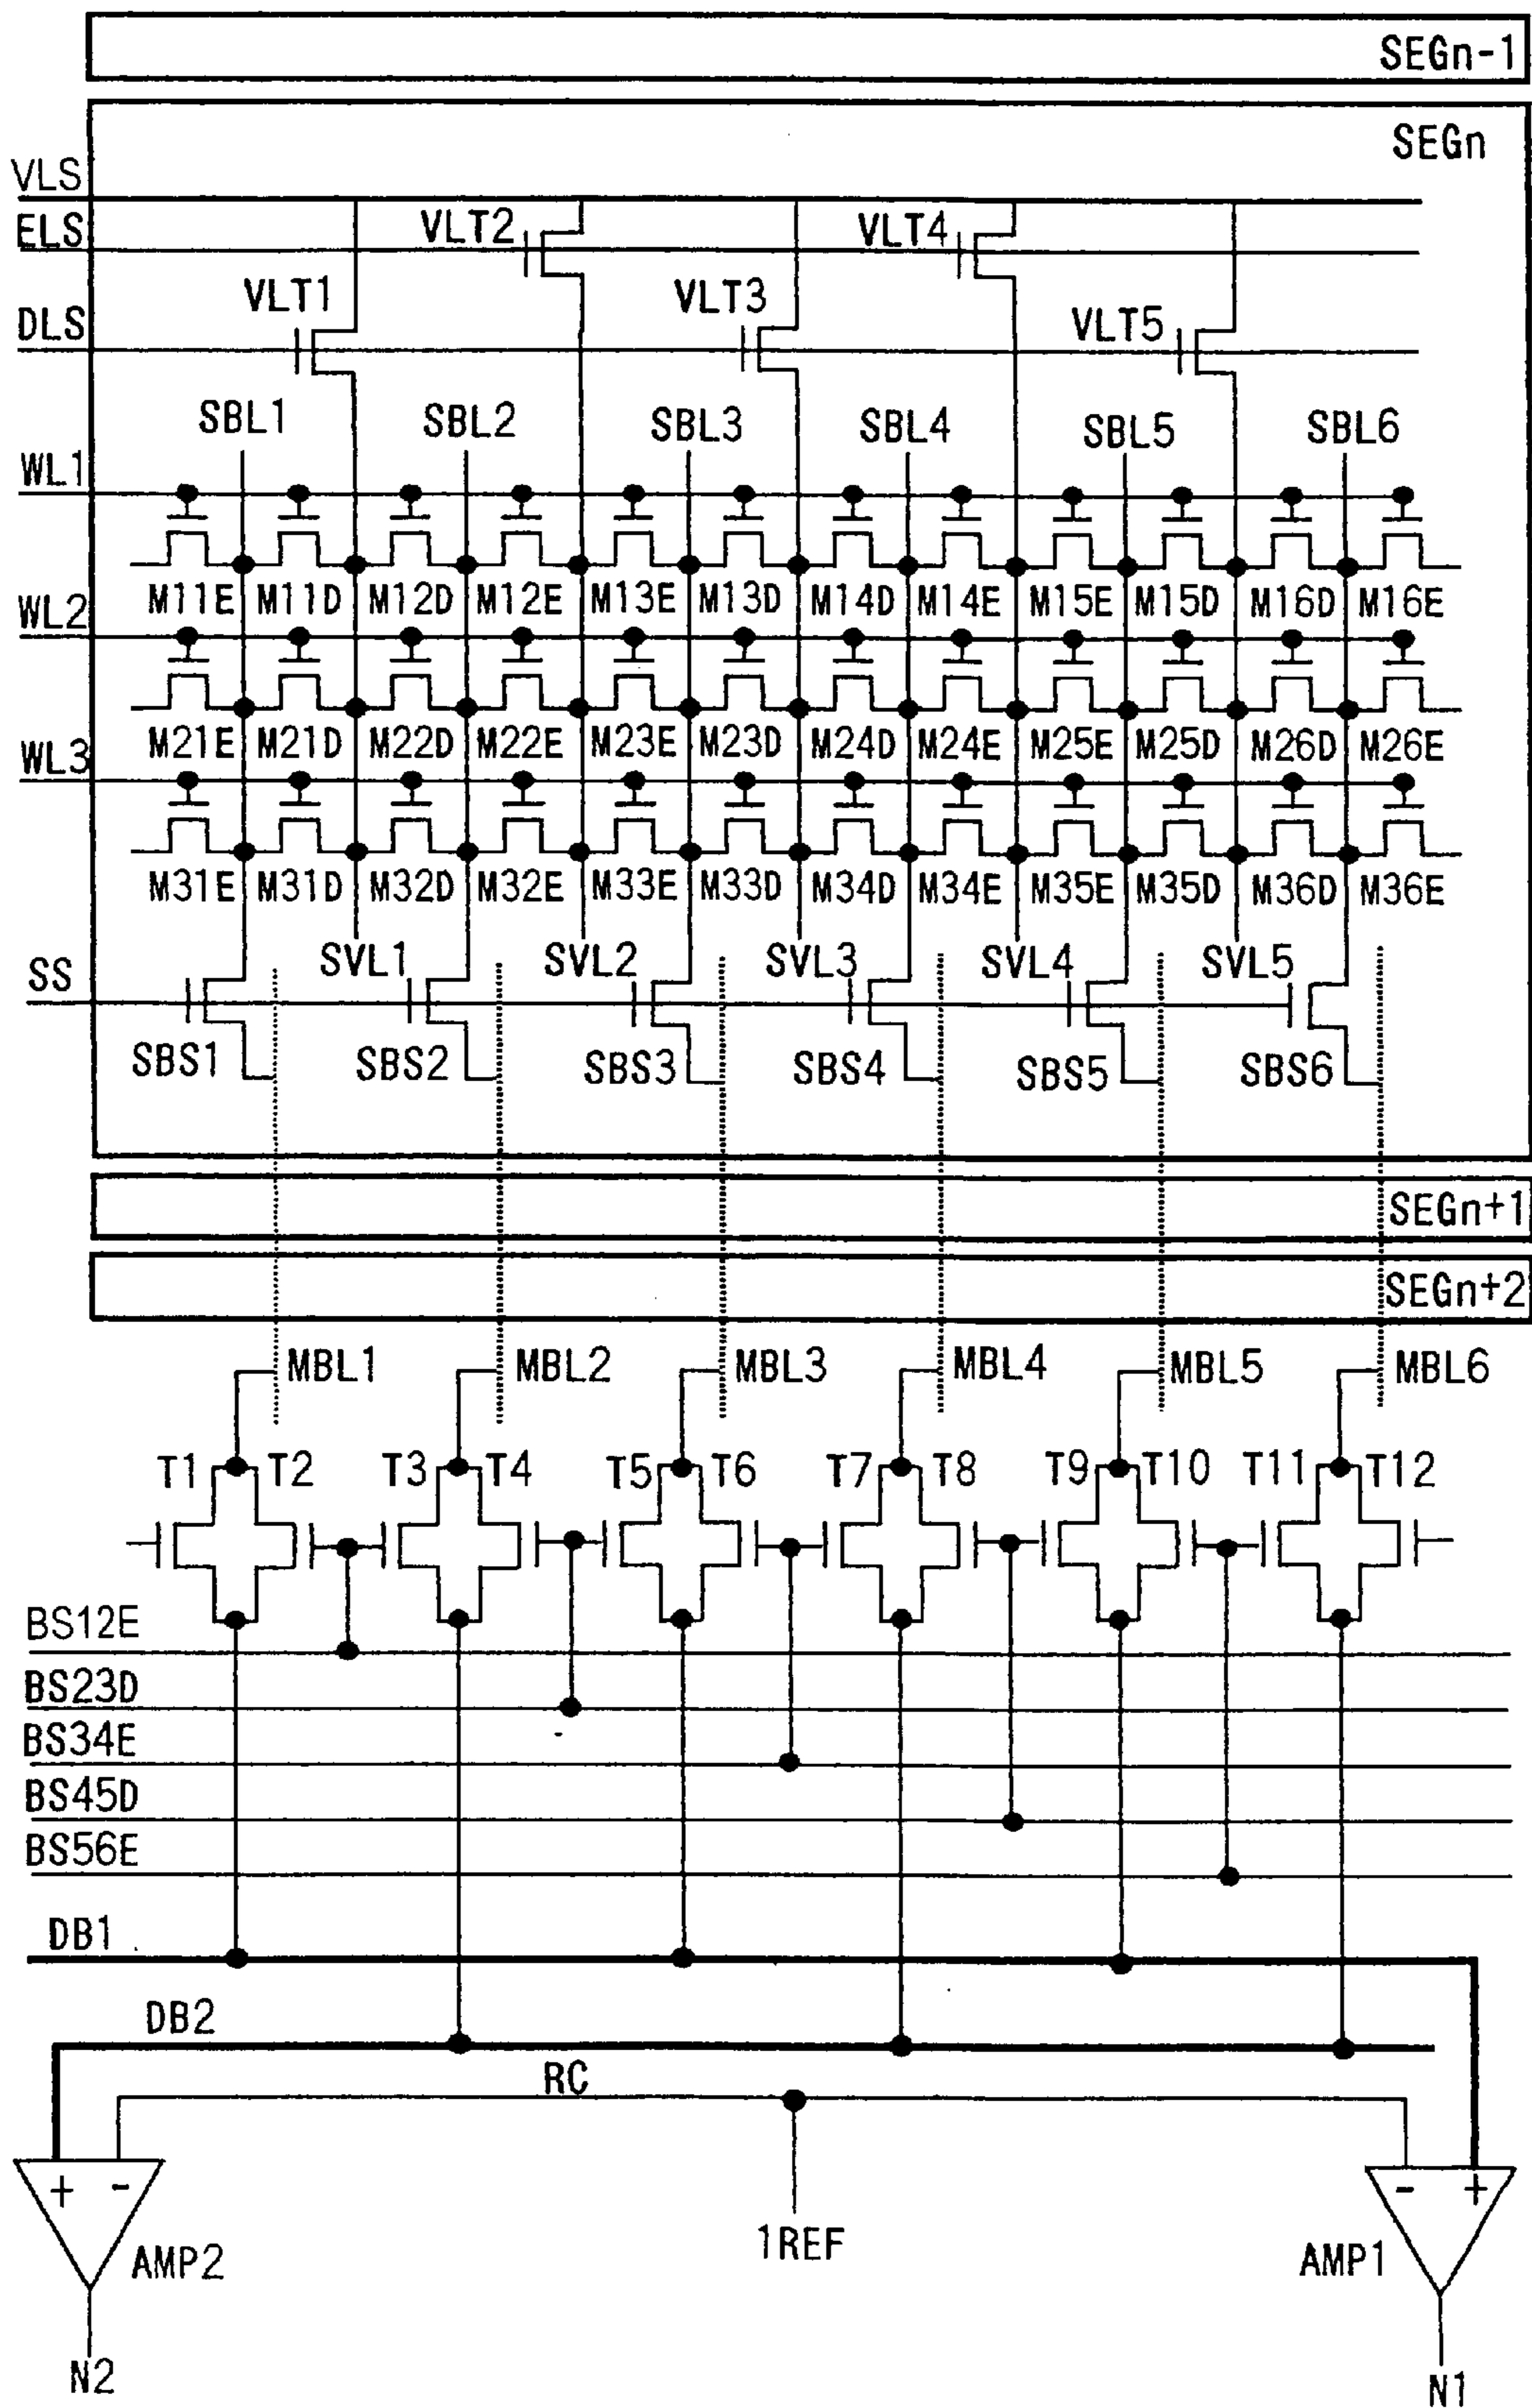 SEGn-1
SEGn
VLS
ELS
VLT2
VLT4
VLT1
VLT3
DLS
VLT5
SBL1
SBL2
SBL3
SBL4
SBL5
SBL6
WL1
M11E M11D M12D M12E M13E M13D M14D M14E M15E M15D M16D M16E
WL2
M21E M21D M22D M22E M23E M23D M24D M24E M25E M25D M26D M26E
WL3
M31E M31D M32D M32E M33E M33D M34D M34E M35E M35D M36D M36E
SVL1 SVL2 SVL3 SVL4 SVL5
SS
SBS1 SBS2 SBS3 SBS4 SBS5 SBS6
SEGn+1
SEGn+2
MBL1 MBL2 MBL3 MBL4 MBL5 MBL6
T1 T2 T3 T4 T5 T6 T7 T8 T9 T10 T11 T12
BS12E
BS23D
BS34E
BS45D
BS56E
DB1
DB2
RC
+ -
- +
1REF
AMP2
AMP1
N2
N1